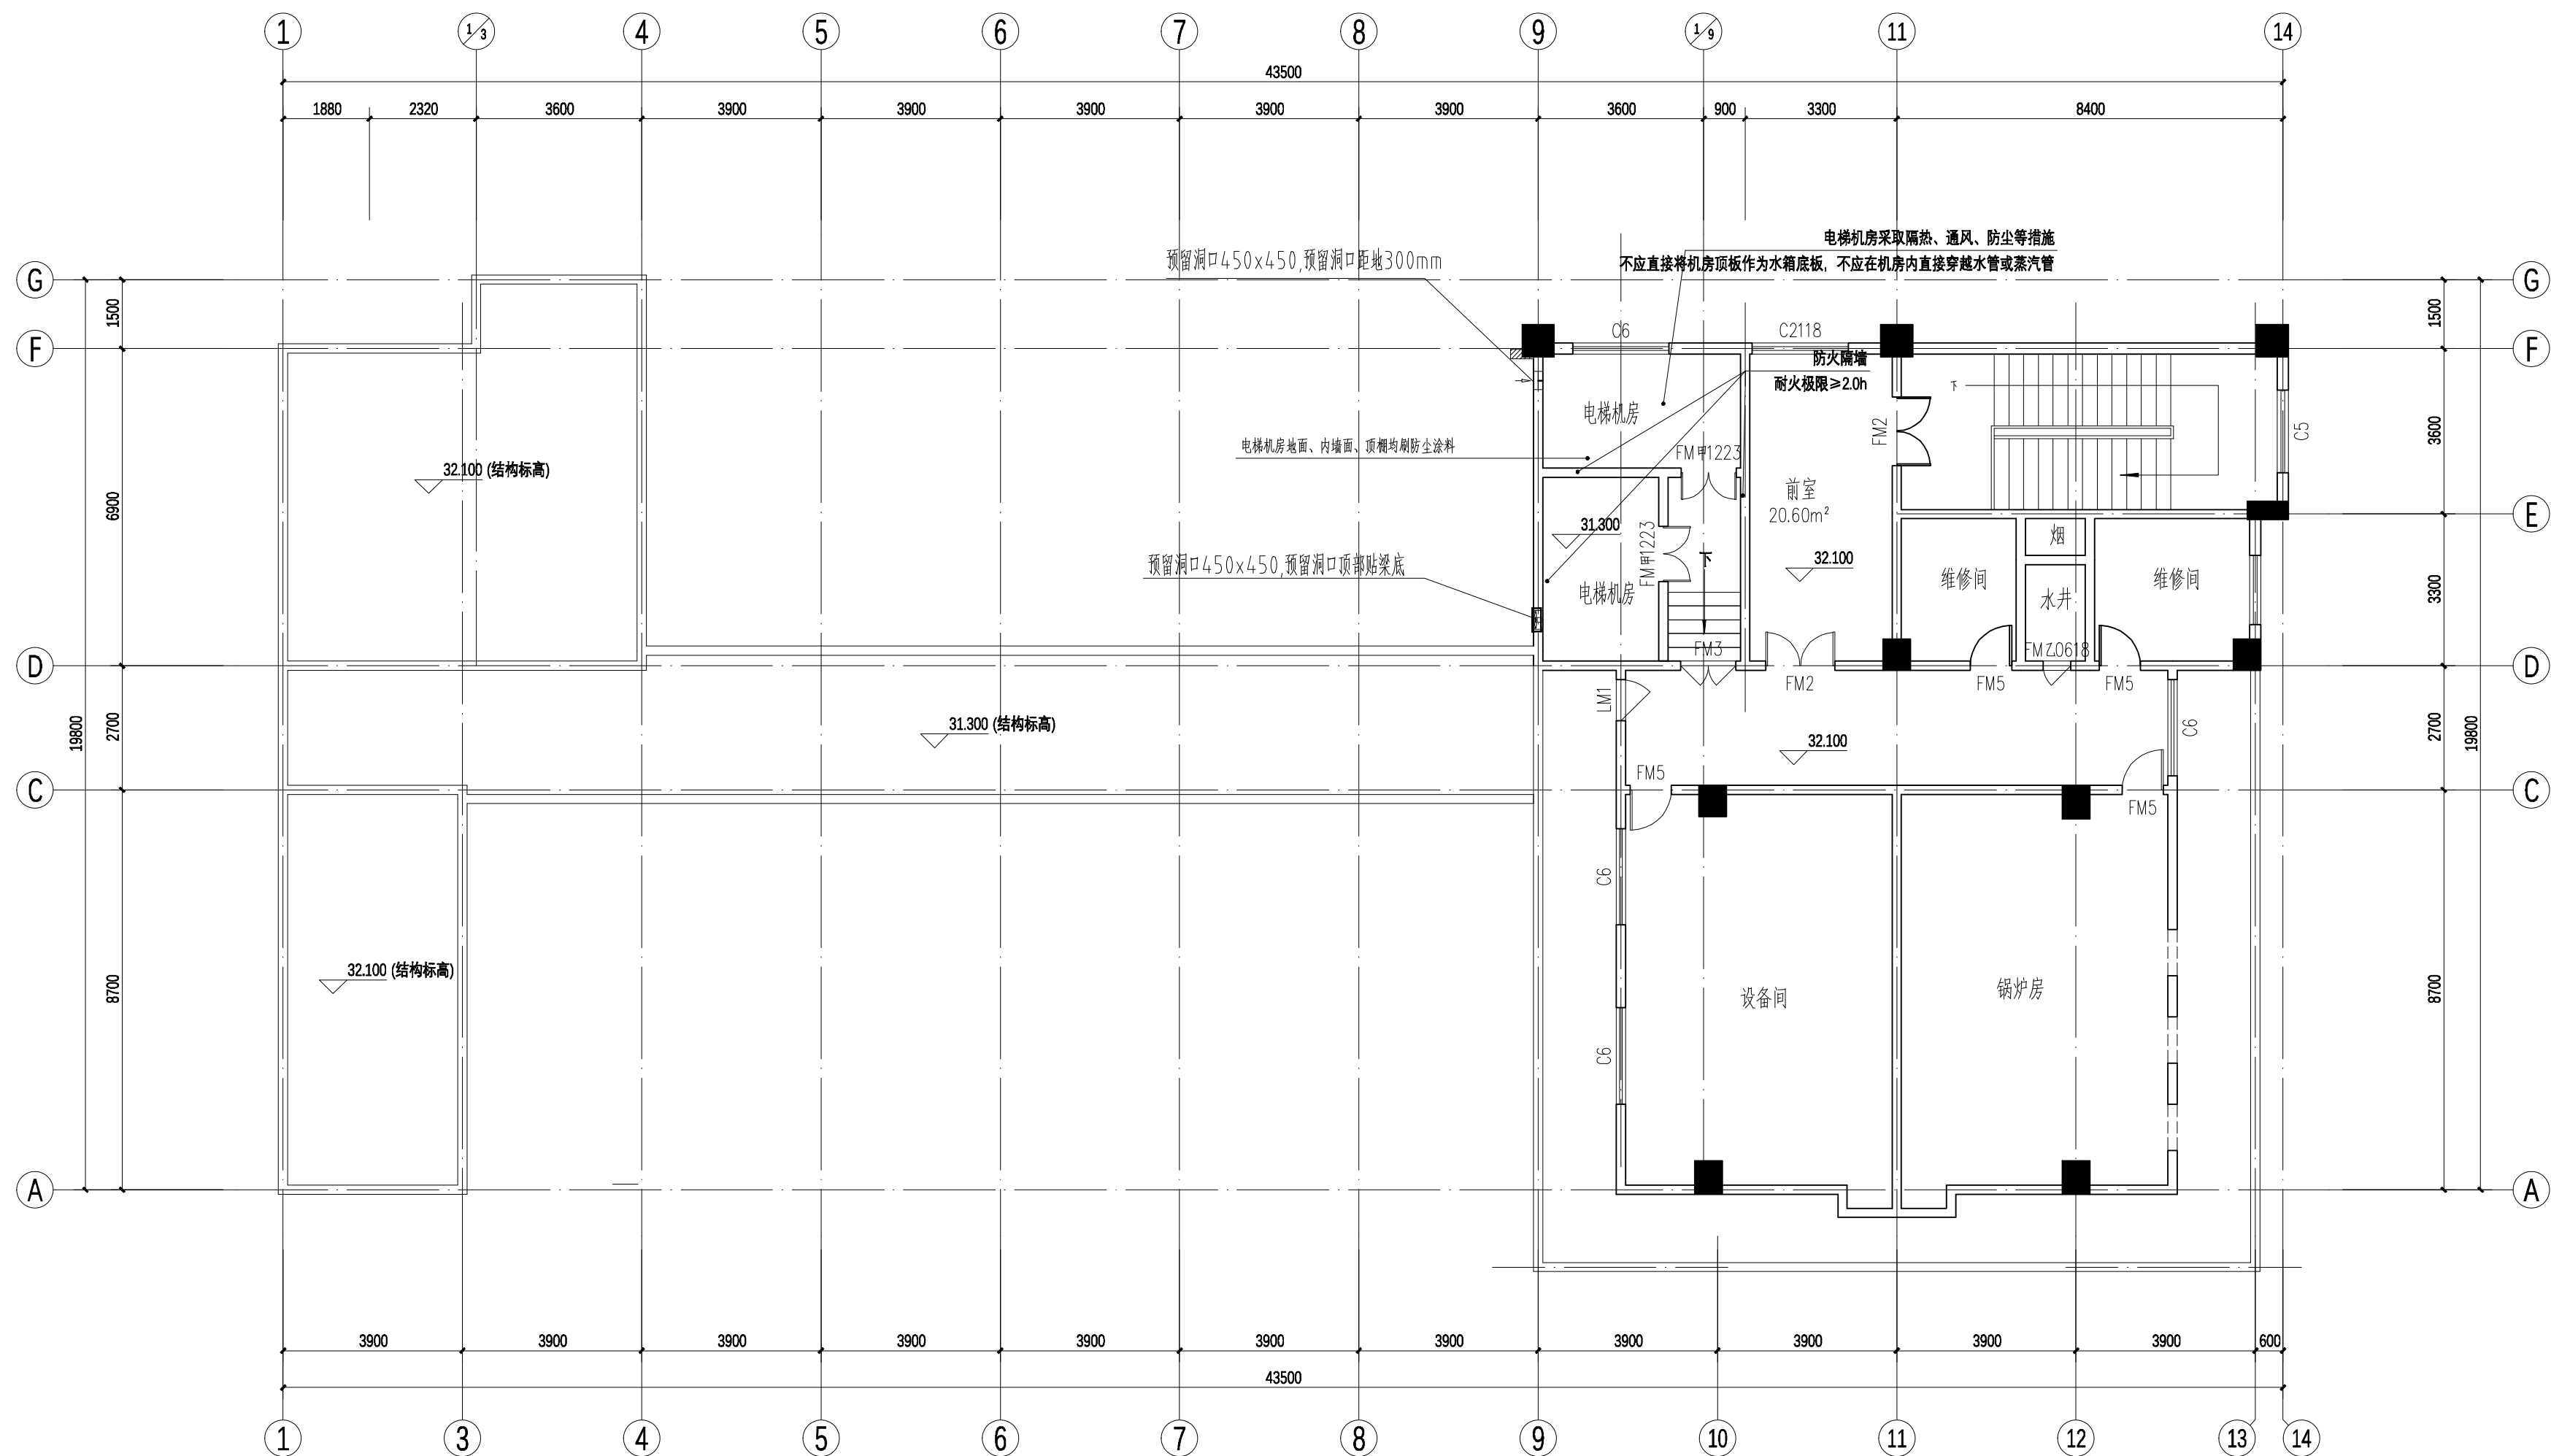 1 1/3 4 5 6 7 8 9 1/9 11 14
43500
1880 2320 3600 3900 3900 3900 3900 3900 3600 900 3300 8400
电梯机房采取隔热、通风、防尘等措施
不应直接将机房顶板作为水箱底板，不应在机房内直接穿越水管或蒸汽管
预留洞口450x450,预留洞口距地300mm
G G
1500 1500
C6 C2118
F F
防火隔墙
耐火极限≥2.0h
下
电梯机房
FM2
C5
3600
电梯机房地面、内墙面、顶棚均刷防尘涂料
FM甲1223
32.100 (结构标高)
前室
20.60m²
6900
E
31.300
FM甲1223
烟
下
32.100
预留洞口450x450,预留洞口顶部贴梁底
维修间 维修间
电梯机房
水井
3300
FM3
FM乙0618
D D
FM2 FM5 FM5
LM1
31.300 (结构标高)
C6
2700 2700
19800 19800
32.100
FM5
C C
FM5
C6
32.100 (结构标高)
设备间
锅炉房
8700 8700
C6
A A
3900 3900 3900 3900 3900 3900 3900 3900 3900 3900 3900 600
43500
1 3 4 5 6 7 8 9 10 11 12 13 14